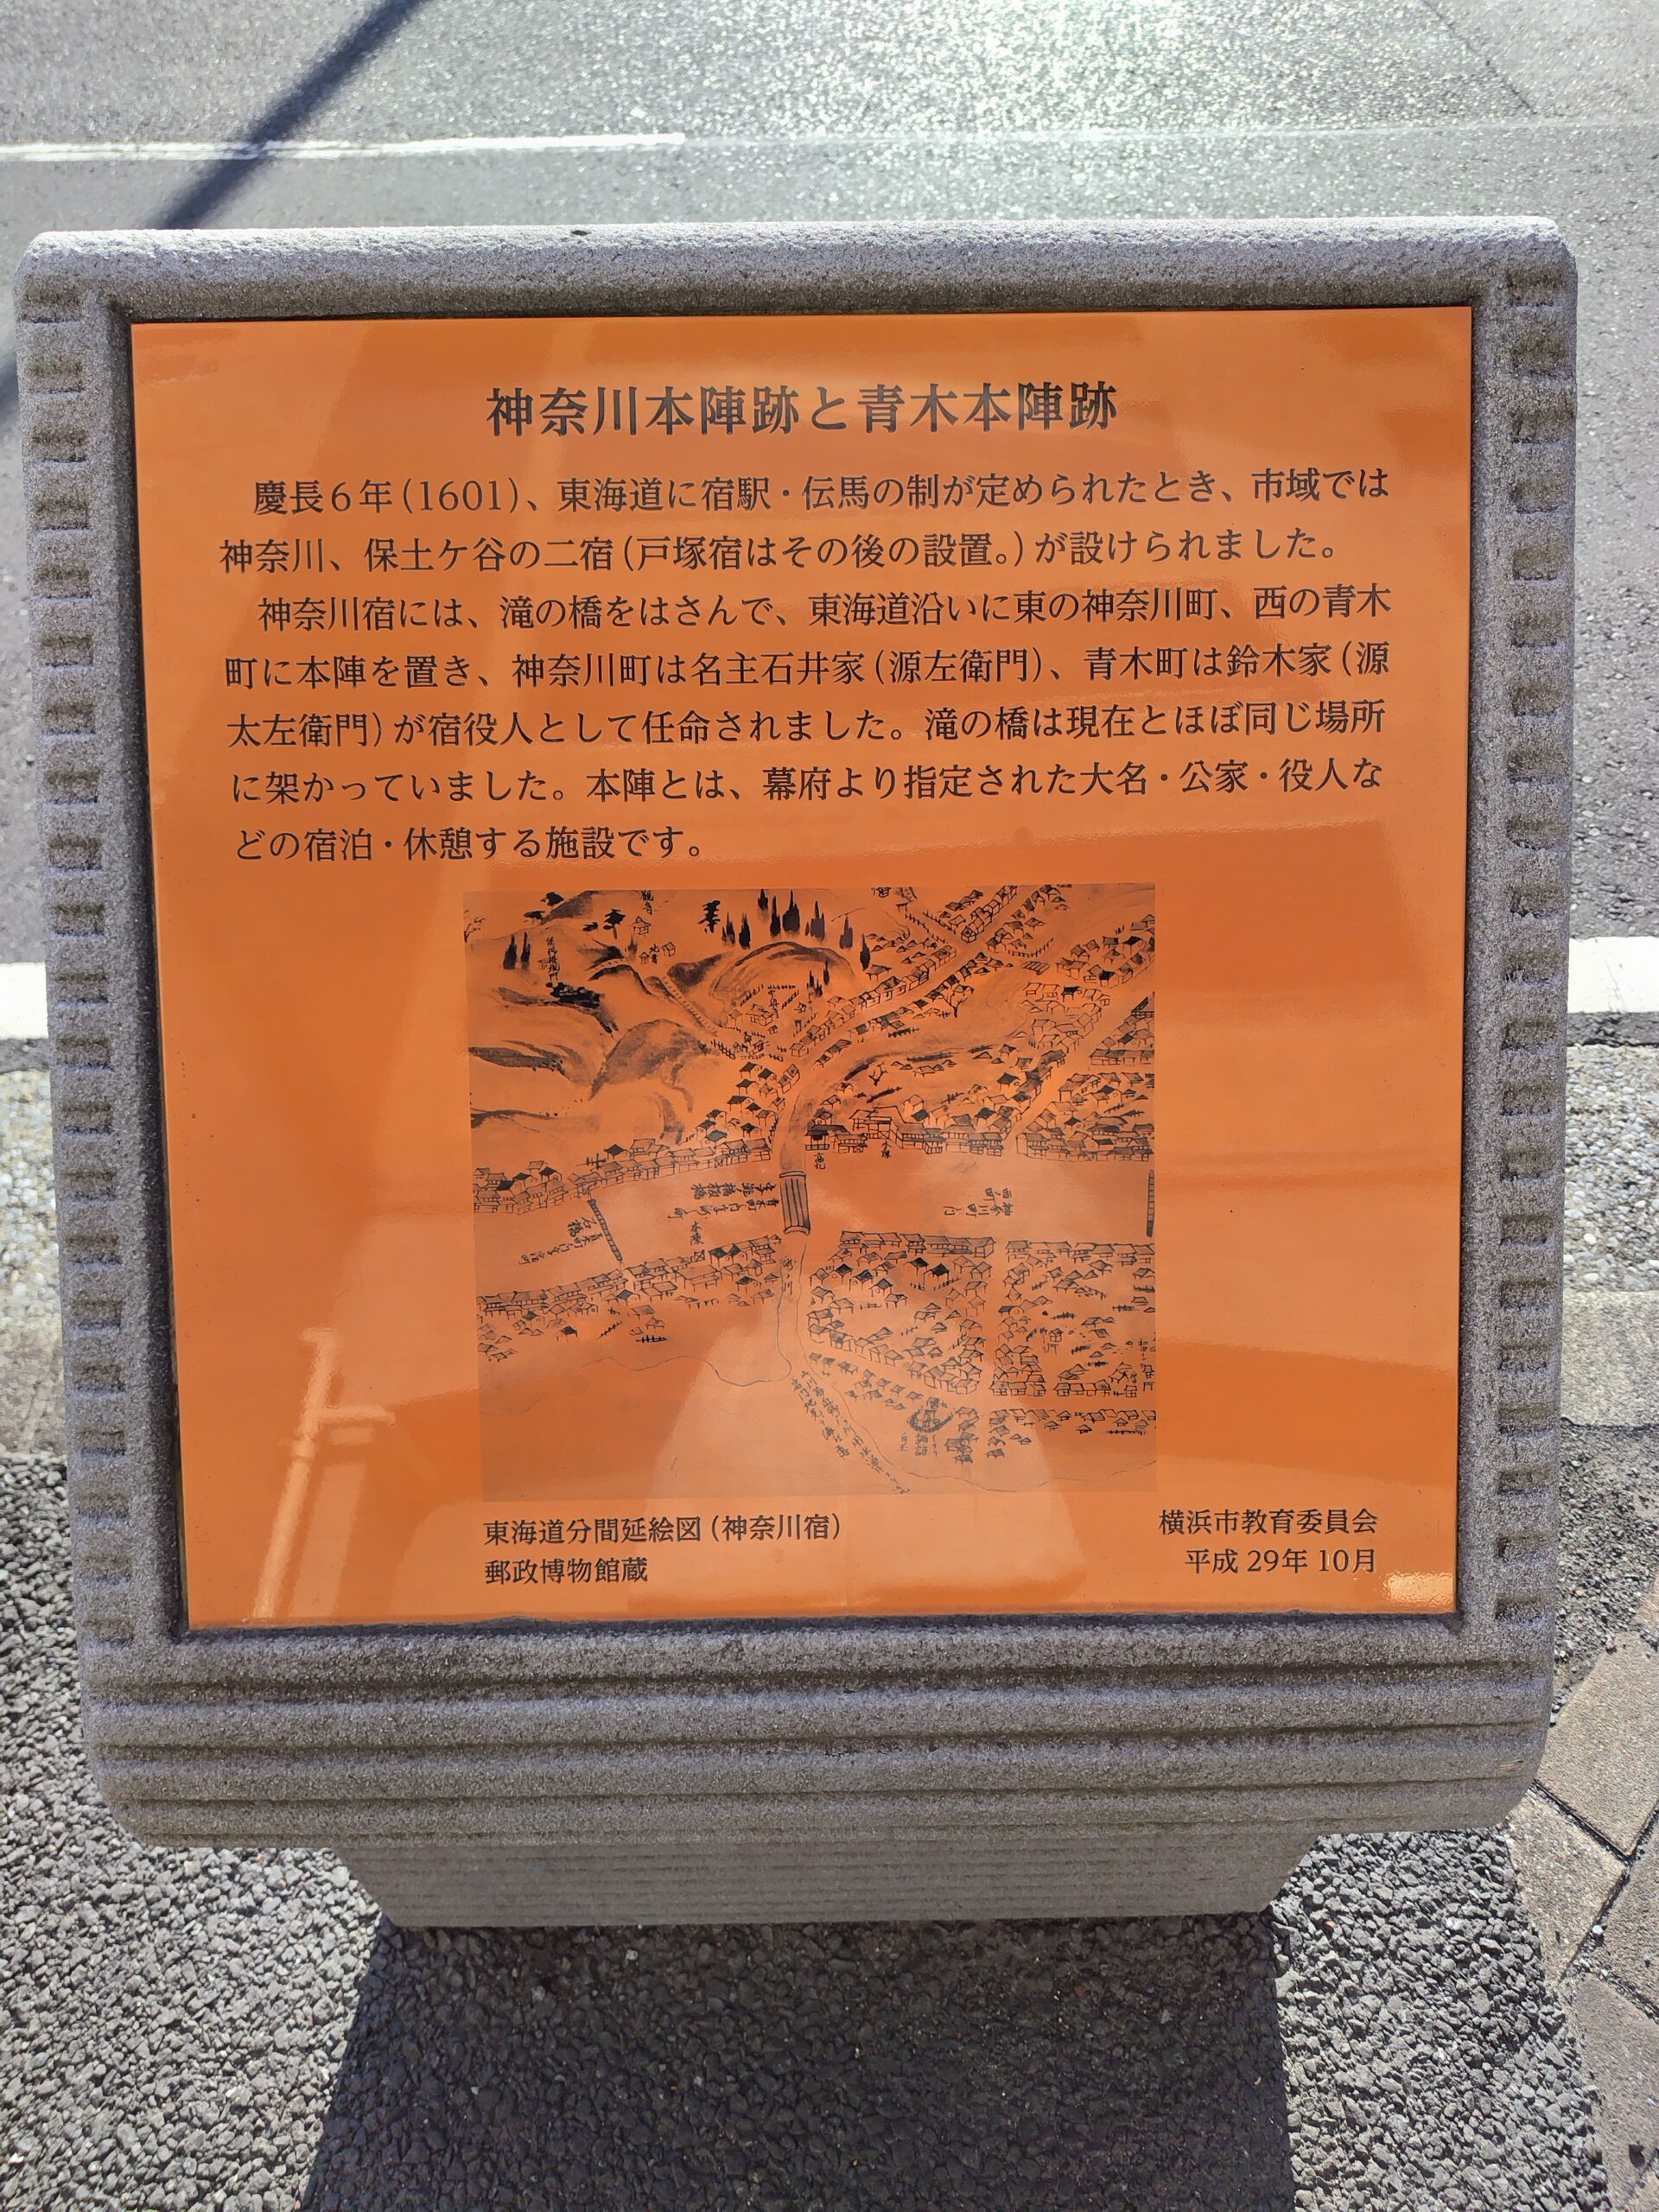 神奈川本陣跡と青木本陣跡
慶長6年(1601)、東海道に宿駅・伝馬の制が定められたとき、市域では
神奈川、保土ケ谷の二宿(戸塚宿はその後の設置。)が設けられました。
神奈川宿には、滝の橋をはさんで、東海道沿いに東の神奈川町、西の青木
町に本陣を置き、神奈川町は名主石井家(源左衛門)、青木町は鈴木家(源
太左衛門)が宿役人として任命されました。滝の橋は現在とほぼ同じ場所
に架かっていました。本陣とは、幕府より指定された大名・公家・役人な
どの宿泊・休憩する施設です。
本陣
石橋
神奈川町
東海道分間延絵図(神奈川宿)
郵政博物館蔵
横浜市教育委員会
平成29年10月